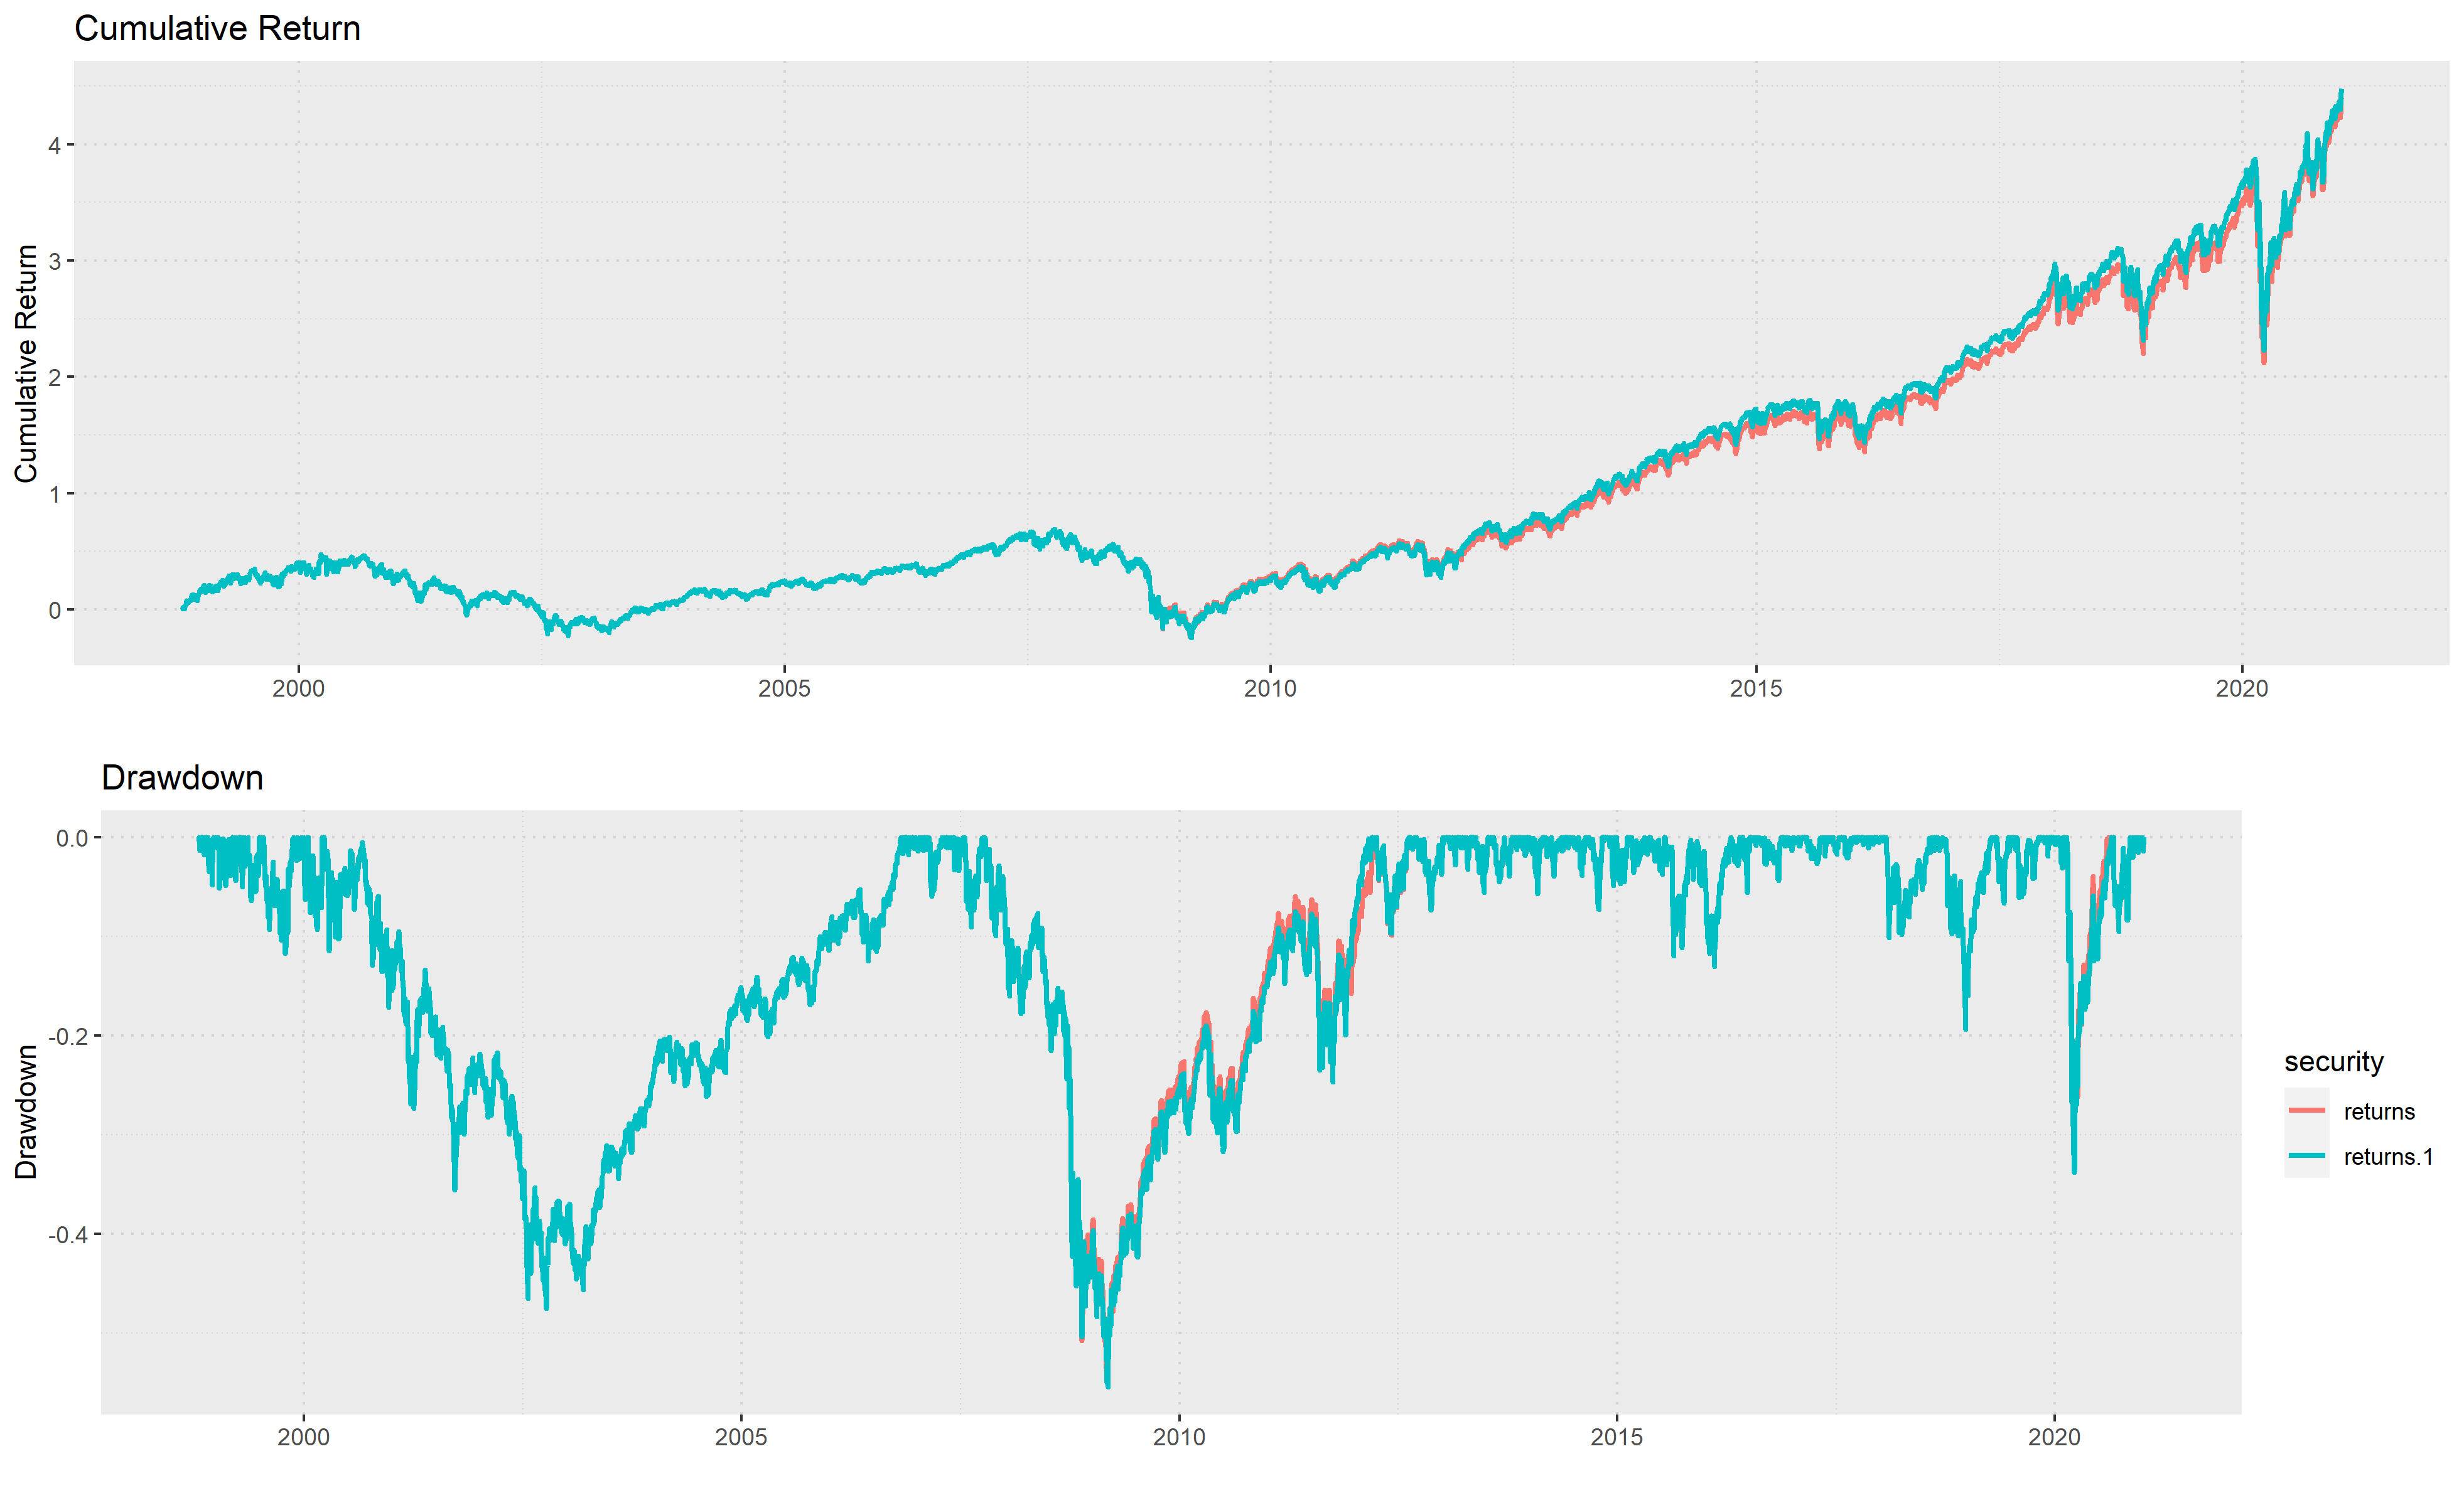 Cumulative Return
Cumulative Return
4
3
2
1
0
2000 2005 2010 2015 2020
Drawdown
Drawdown
0.0
-0.2
-0.4
2000 2005 2010 2015 2020
security
returns
returns.1